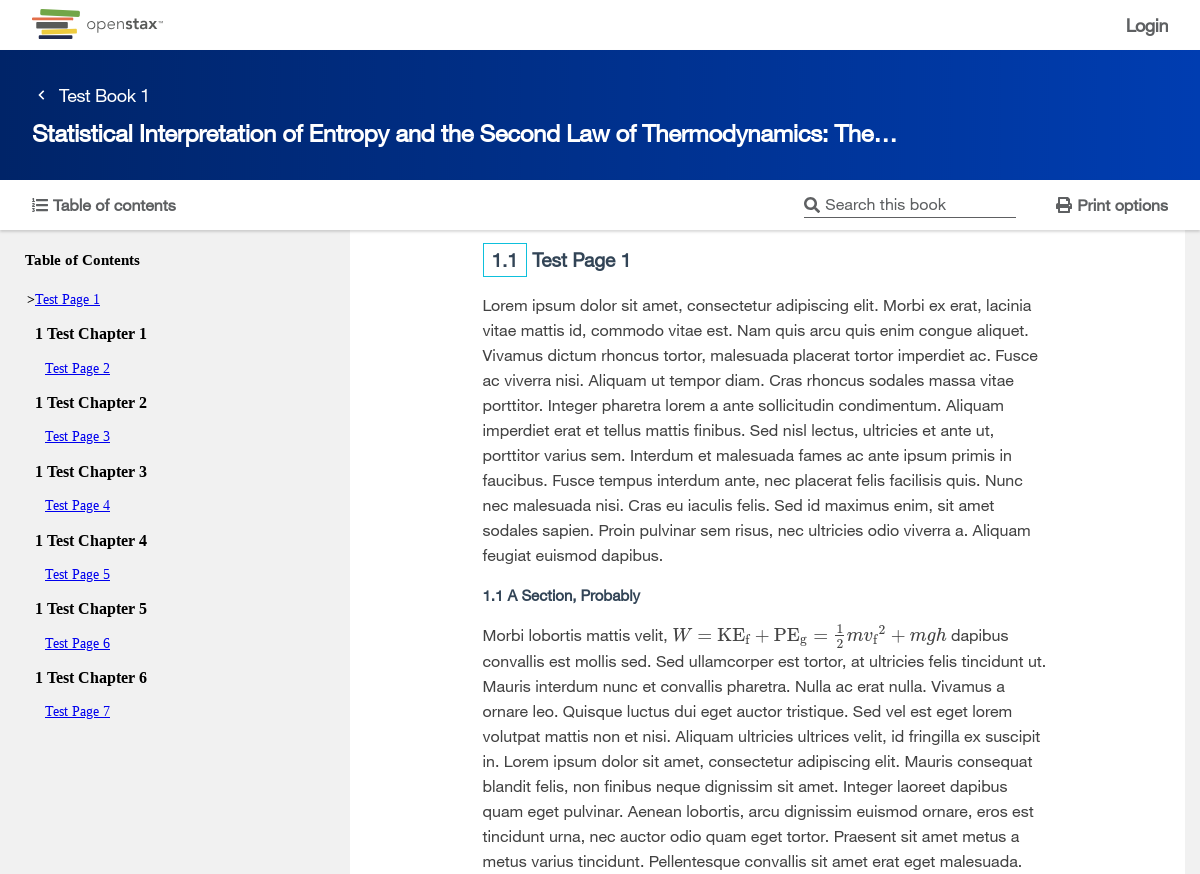 openstax™
Login
Test Book 1
Statistical Interpretation of Entropy and the Second Law of Thermodynamics: The…
Table of contents
Search this book
Print options
Table of Contents
>Test Page 1
1 Test Chapter 1
Test Page 2
1 Test Chapter 2
Test Page 3
1 Test Chapter 3
Test Page 4
1 Test Chapter 4
Test Page 5
1 Test Chapter 5
Test Page 6
1 Test Chapter 6
Test Page 7
1.1 Test Page 1
Lorem ipsum dolor sit amet, consectetur adipiscing elit. Morbi ex erat, lacinia
vitae mattis id, commodo vitae est. Nam quis arcu quis enim congue aliquet.
Vivamus dictum rhoncus tortor, malesuada placerat tortor imperdiet ac. Fusce
ac viverra nisi. Aliquam ut tempor diam. Cras rhoncus sodales massa vitae
porttitor. Integer pharetra lorem a ante sollicitudin condimentum. Aliquam
imperdiet erat et tellus mattis finibus. Sed nisl lectus, ultricies et ante ut,
porttitor varius sem. Interdum et malesuada fames ac ante ipsum primis in
faucibus. Fusce tempus interdum ante, nec placerat felis facilisis quis. Nunc
nec malesuada nisi. Cras eu iaculis felis. Sed id maximus enim, sit amet
sodales sapien. Proin pulvinar sem risus, nec ultricies odio viverra a. Aliquam
feugiat euismod dapibus.
1.1 A Section, Probably
Morbi lobortis mattis velit, W = KE_f + PE_g = 1/2 mv_f² + mgh dapibus
convallis est mollis sed. Sed ullamcorper est tortor, at ultricies felis tincidunt ut.
Mauris interdum nunc et convallis pharetra. Nulla ac erat nulla. Vivamus a
ornare leo. Quisque luctus dui eget auctor tristique. Sed vel est eget lorem
volutpat mattis non et nisi. Aliquam ultricies ultrices velit, id fringilla ex suscipit
in. Lorem ipsum dolor sit amet, consectetur adipiscing elit. Mauris consequat
blandit felis, non finibus neque dignissim sit amet. Integer laoreet dapibus
quam eget pulvinar. Aenean lobortis, arcu dignissim euismod ornare, eros est
tincidunt urna, nec auctor odio quam eget tortor. Praesent sit amet metus a
metus varius tincidunt. Pellentesque convallis sit amet erat eget malesuada.